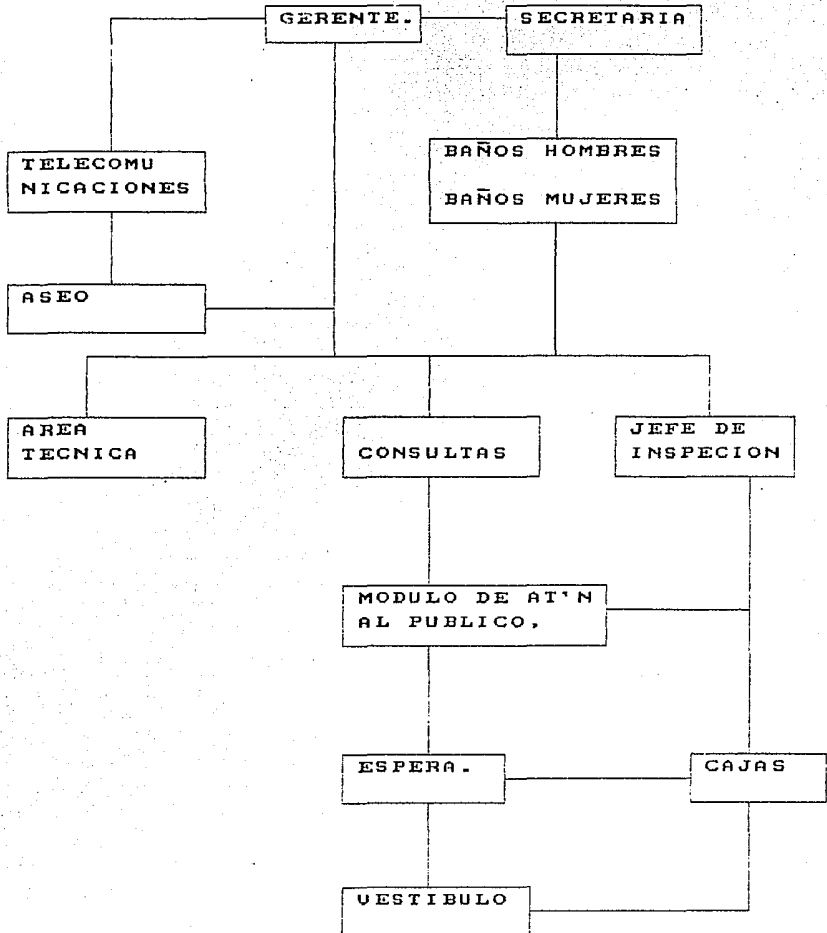 GERENTE.
SECRETARIA
TELECOMU
NICACIONES
BAÑOS HOMBRES
BAÑOS MUJERES
ASEO
AREA
TECNICA
CONSULTAS
JEFE DE
INSPECION
MODULO DE AT'N
AL PUBLICO.
ESPERA.
CAJAS
VESTIBULO